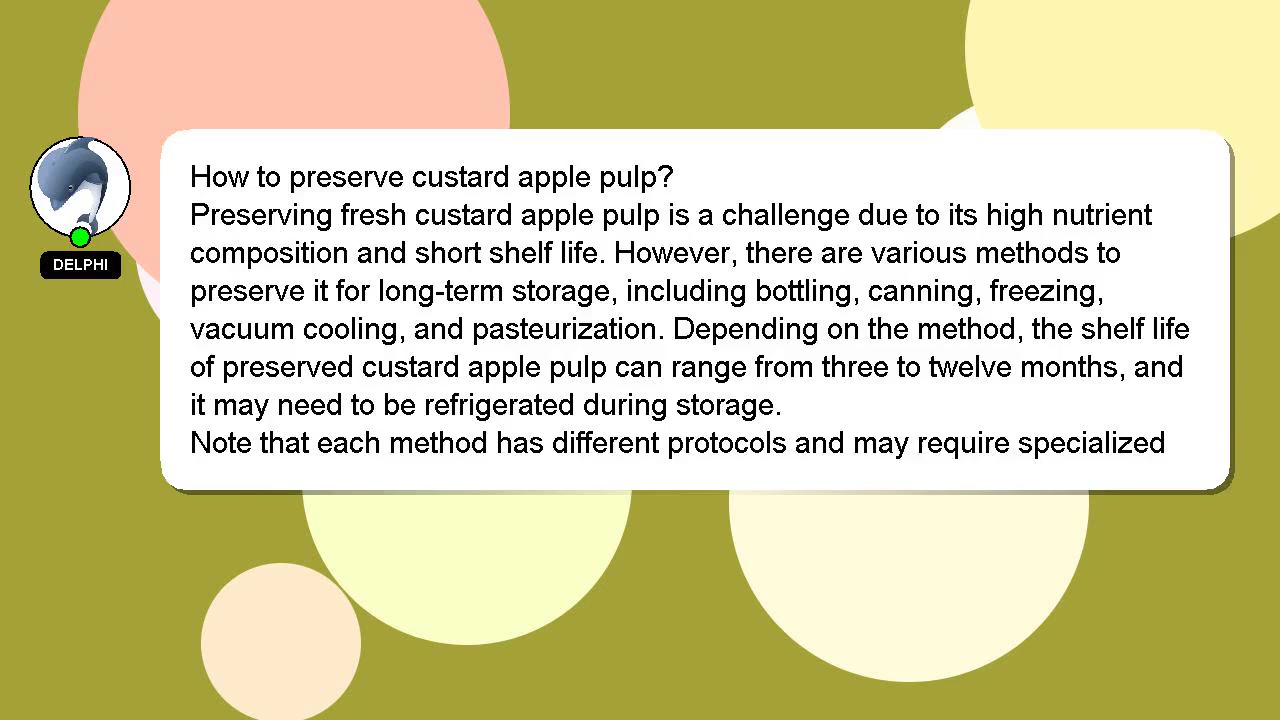 How to preserve custard apple pulp?
Preserving fresh custard apple pulp is a challenge due to its high nutrient
composition and short shelf life. However, there are various methods to
preserve it for long-term storage, including bottling, canning, freezing,
vacuum cooling, and pasteurization. Depending on the method, the shelf life
of preserved custard apple pulp can range from three to twelve months, and
it may need to be refrigerated during storage.
Note that each method has different protocols and may require specialized
DELPHI